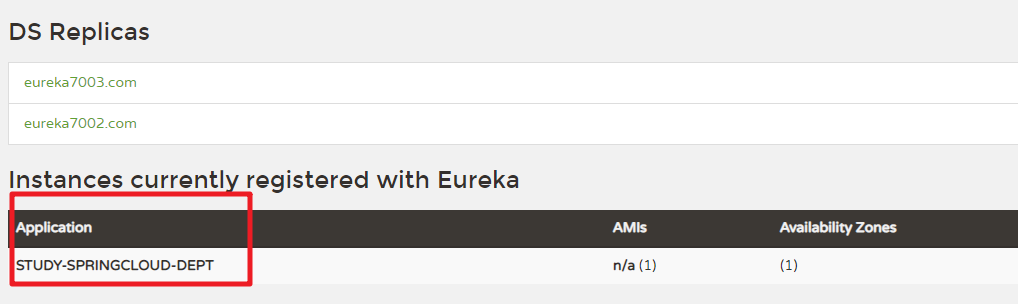 DS Replicas
eureka7003.com
eureka7002.com
Instances currently registered with Eureka
Application AMIs Availability Zones
STUDY-SPRINGCLOUD-DEPT n/a (1) (1)